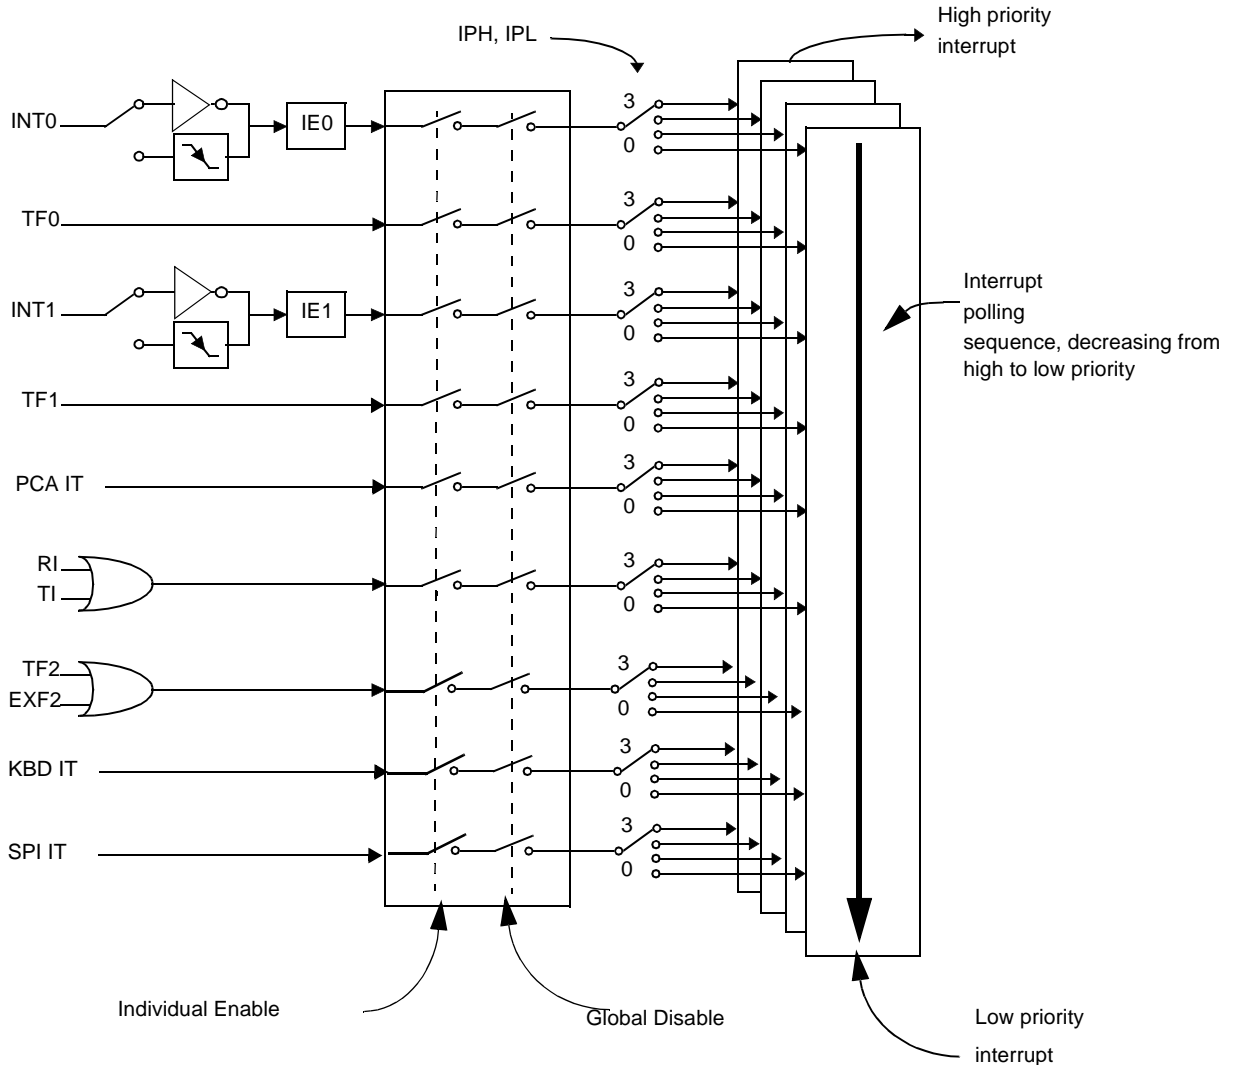 High priority
interrupt
IPH, IPL
INT0
IE0
3
0
TF0
3
0
INT1
IE1
3
0
Interrupt
polling
sequence, decreasing from
high to low priority
TF1
3
0
PCA IT
3
0
RI
TI
3
0
TF2
EXF2
3
0
KBD IT
3
0
SPI IT
3
0
Individual Enable
Global Disable
Low priority
interrupt